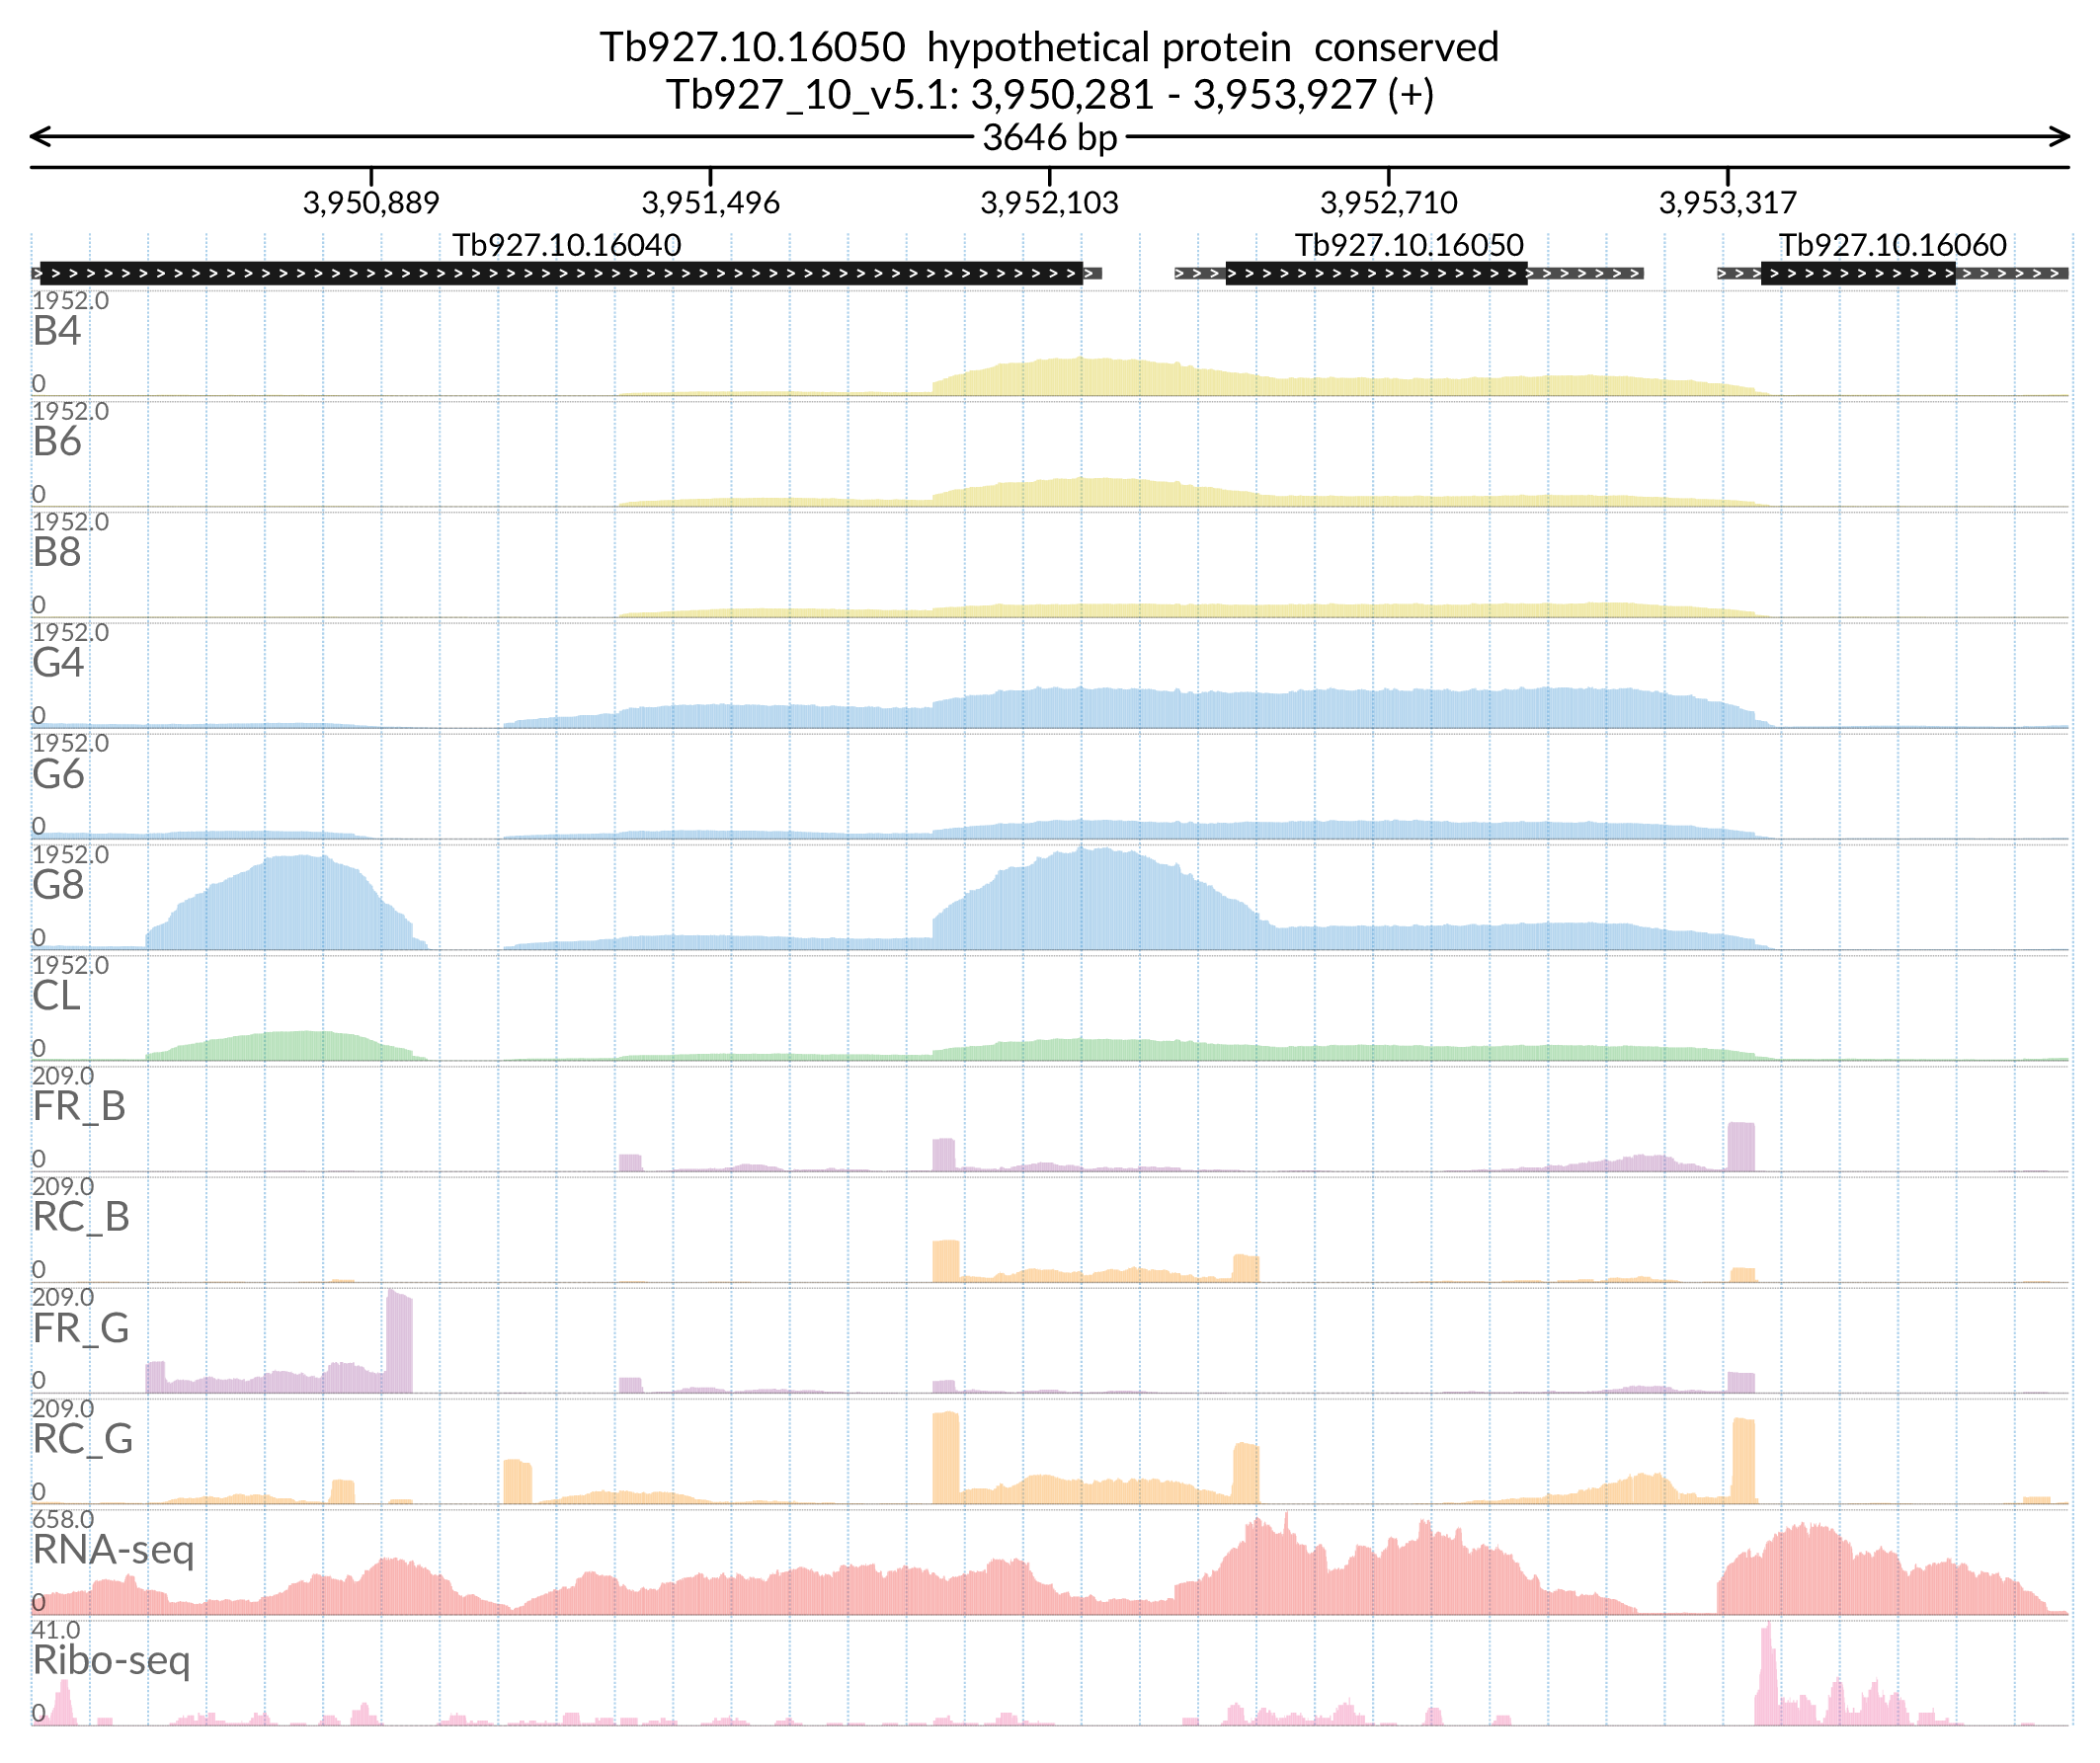 Tb927.10.16050  hypothetical protein  conserved
Tb927_10_v5.1: 3,950,281 - 3,953,927 (+)
3646 bp
3,950,889 3,951,496 3,952,103 3,952,710 3,953,317
Tb927.10.16040 Tb927.10.16050 Tb927.10.16060
1952.0
B4
0
1952.0
B6
0
1952.0
B8
0
1952.0
G4
0
1952.0
G6
0
1952.0
G8
0
1952.0
CL
0
209.0
FR_B
0
209.0
RC_B
0
209.0
FR_G
0
209.0
RC_G
0
658.0
RNA-seq
0
41.0
Ribo-seq
0